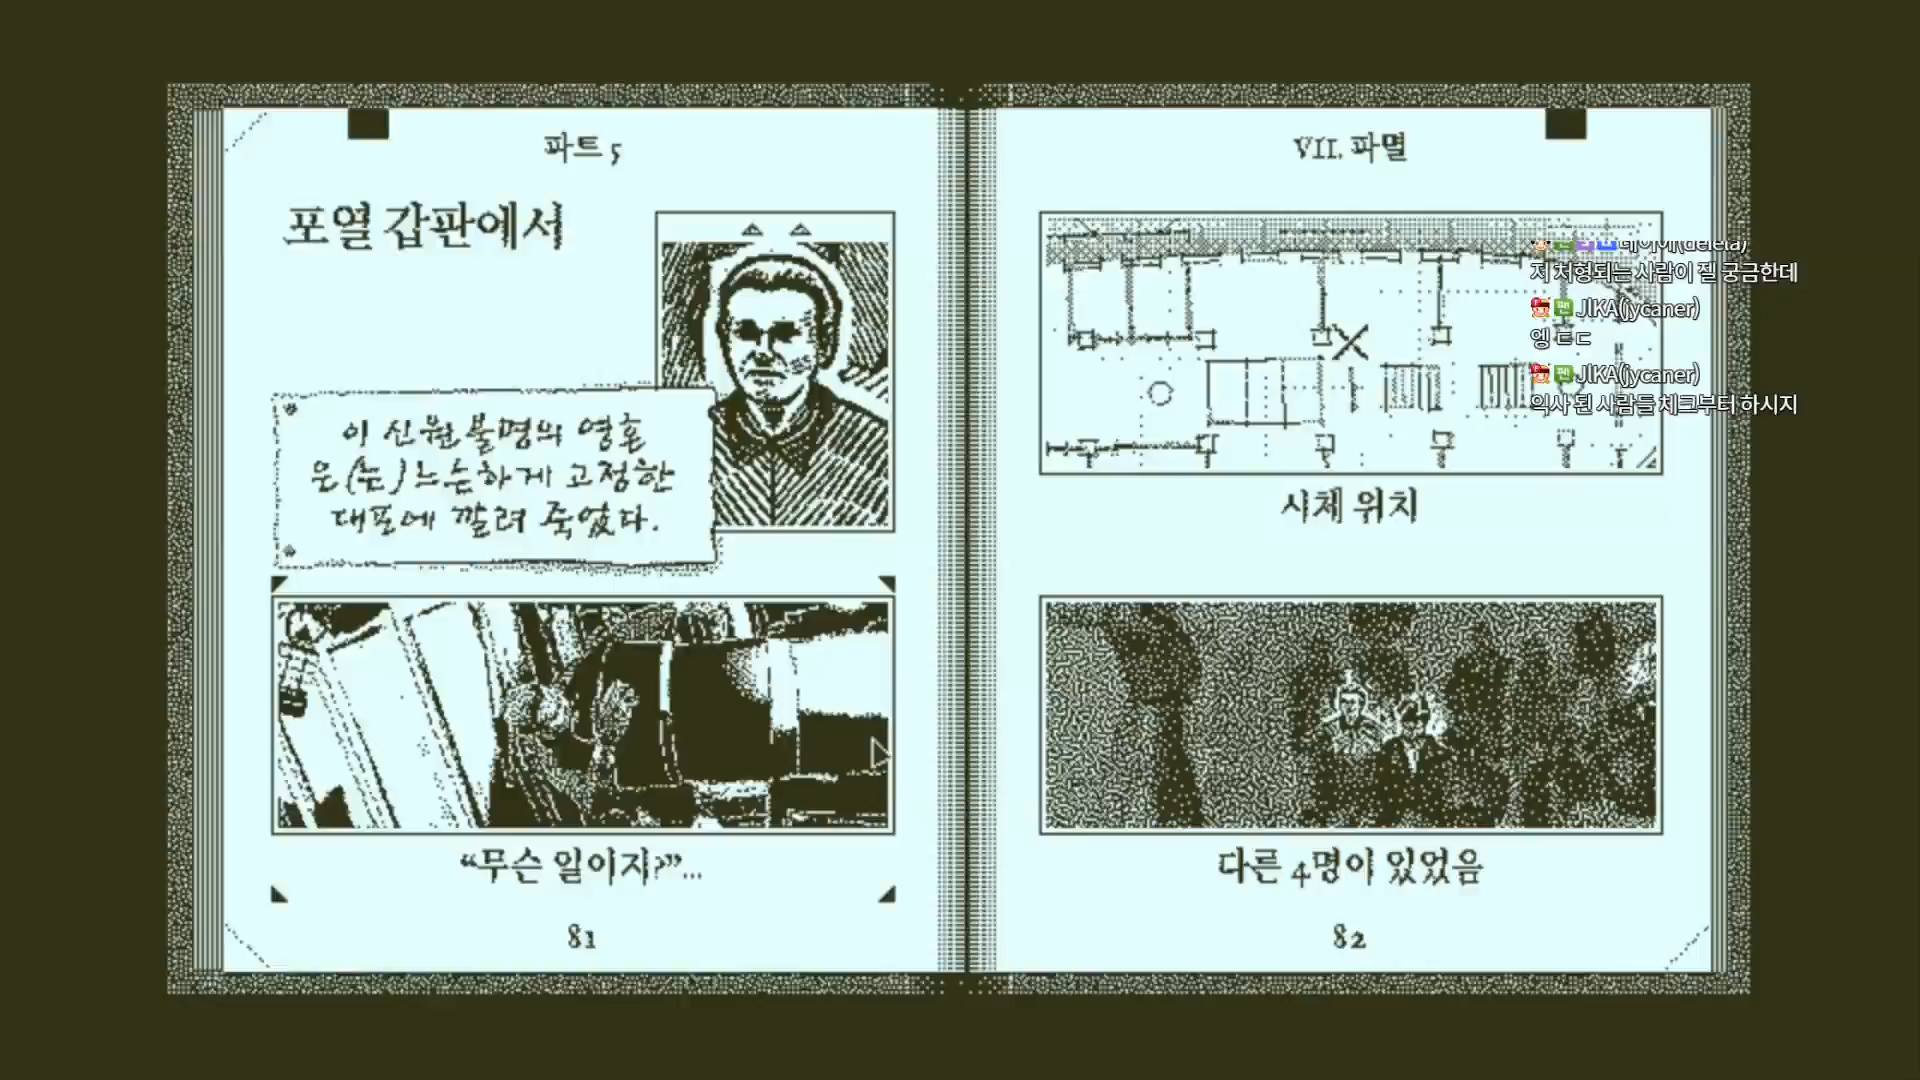 파트 5
포열 갑판에서
이 신원불명의 영혼
은(는) 느슨하게 고정한
대포에 깔려 죽었다.
“무슨 일이지?”...
81
VII. 파멸
시체 위치
다른 4명이 있었음
82
데이어(deleta)
저 처형되는 사람이 젤 궁금한데
JIKA(jycaner)
엥 ㄷㄷ
JIKA(jycaner)
익사 된 사람들 체크부터 하시지